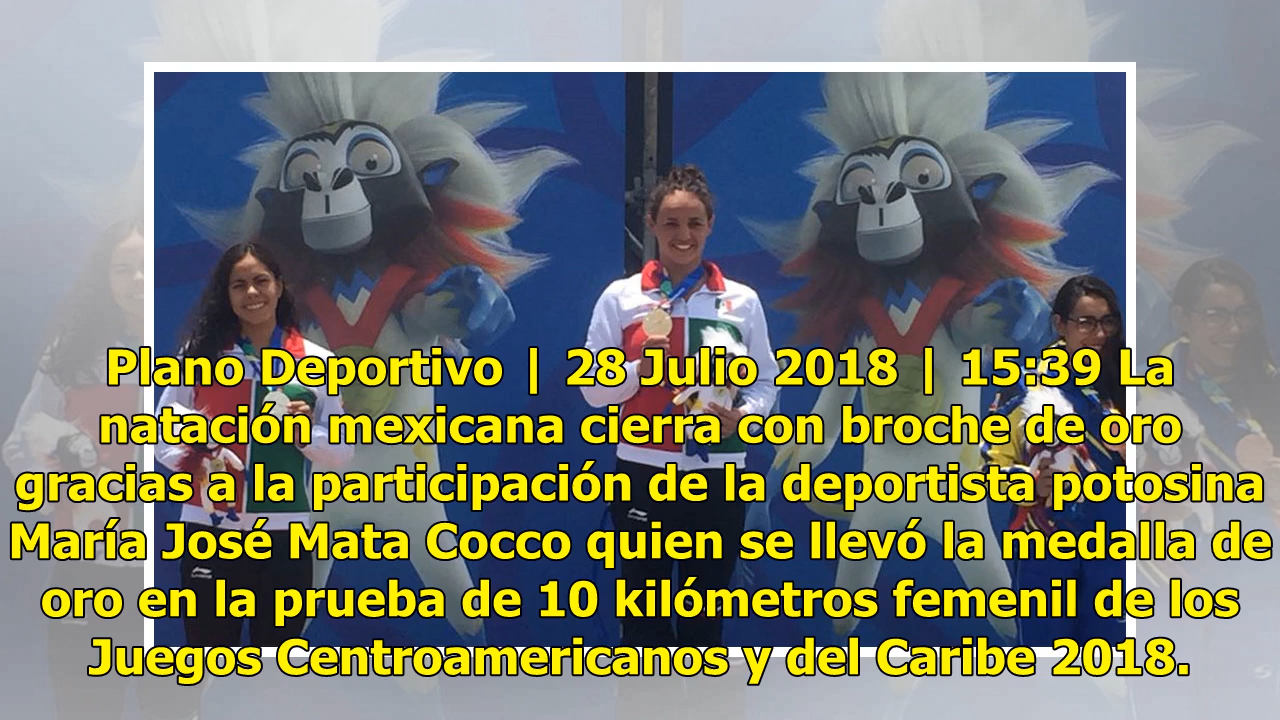 Plano Deportivo | 28 Julio 2018 | 15:39 La
natación mexicana cierra con broche de oro
gracias a la participación de la deportista potosina
María José Mata Cocco quien se llevó la medalla de
oro en la prueba de 10 kilómetros femenil de los
Juegos Centroamericanos y del Caribe 2018.